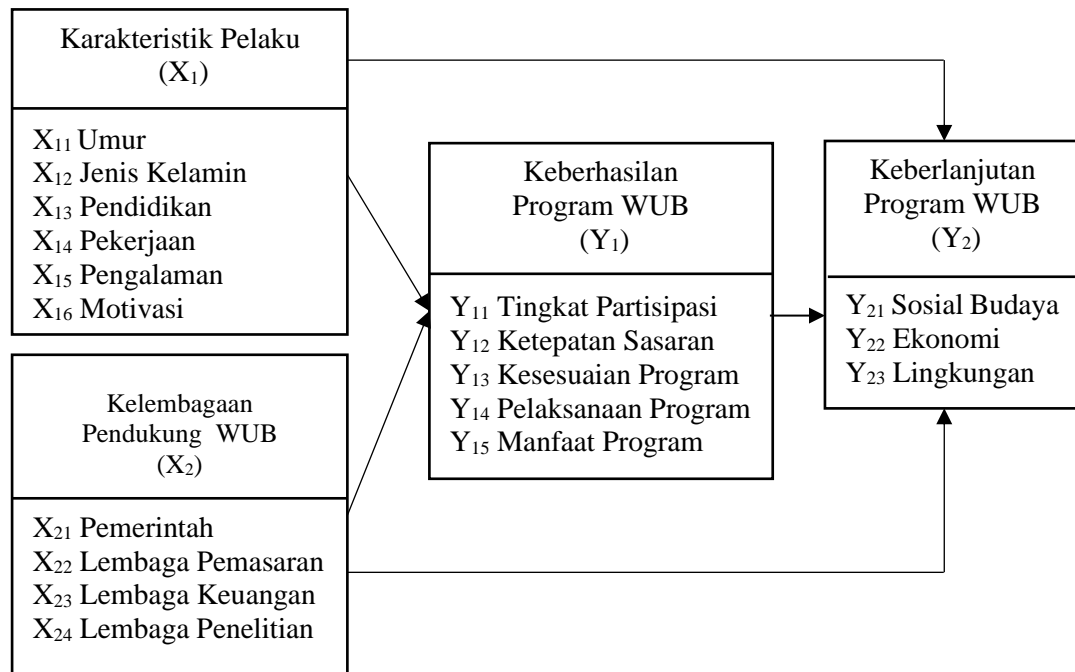 Karakteristik Pelaku
(X₁)
X₁₁ Umur
X₁₂ Jenis Kelamin
X₁₃ Pendidikan
X₁₄ Pekerjaan
X₁₅ Pengalaman
X₁₆ Motivasi
Kelembagaan
Pendukung WUB
(X₂)
X₂₁ Pemerintah
X₂₂ Lembaga Pemasaran
X₂₃ Lembaga Keuangan
X₂₄ Lembaga Penelitian
Keberhasilan
Program WUB
(Y₁)
Y₁₁ Tingkat Partisipasi
Y₁₂ Ketepatan Sasaran
Y₁₃ Kesesuaian Program
Y₁₄ Pelaksanaan Program
Y₁₅ Manfaat Program
Keberlanjutan
Program WUB
(Y₂)
Y₂₁ Sosial Budaya
Y₂₂ Ekonomi
Y₂₃ Lingkungan